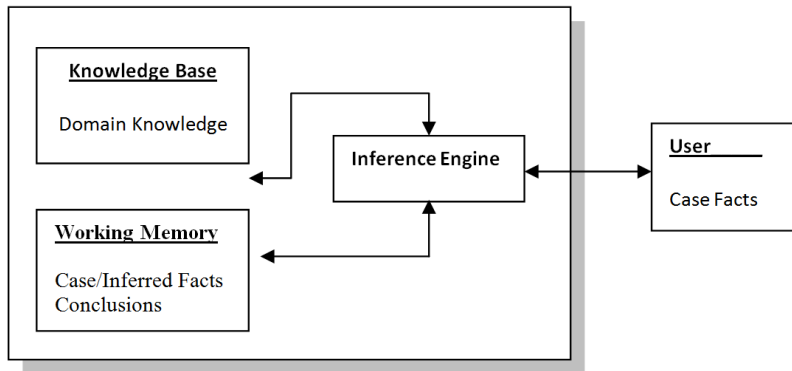 Knowledge Base
Domain Knowledge
Inference Engine
User
Case Facts
Working Memory
Case/Inferred Facts
Conclusions